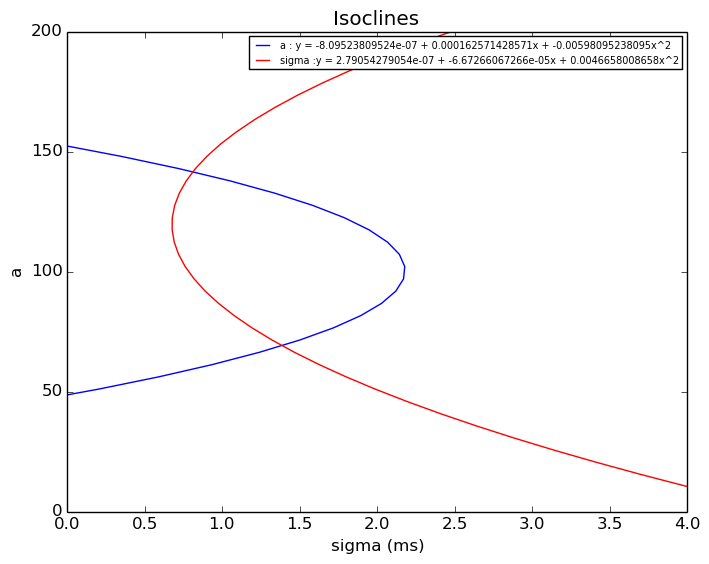 Isoclines
a : y = -8.09523809524e-07 + 0.000162571428571x + -0.00598095238095x^2
sigma :y = 2.79054279054e-07 + -6.67266067266e-05x + 0.0046658008658x^2
200
150
100
50
0
a
0.0 0.5 1.0 1.5 2.0 2.5 3.0 3.5 4.0
sigma (ms)